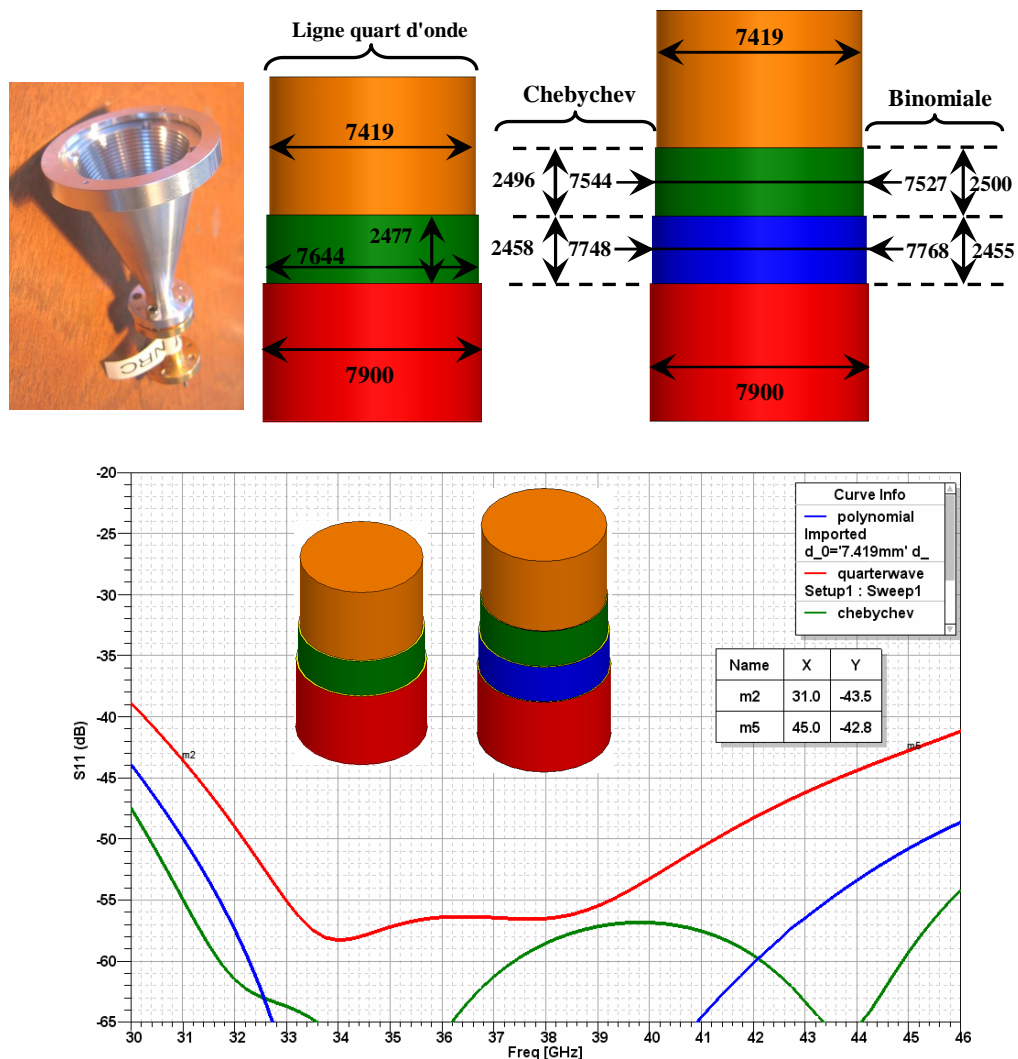 Ligne quart d'onde
7419
2477
7644
7900
7419
Chebychev
Binomiale
2496 7544 7527 2500
2458 7748 7768 2455
7900
NRC
-20
-25
-30
-35
-40
-45
-50
-55
-60
-65
S11 (dB)
Curve Info
polynomial
Imported
d_0='7.419mm' d_
quarterwave
Setup1 : Sweep1
chebychev
Name X Y
m2 31.0 -43.5
m5 45.0 -42.8
m2
m5
30 31 32 33 34 35 36 37 38 39 40 41 42 43 44 45 46
Freq [GHz]